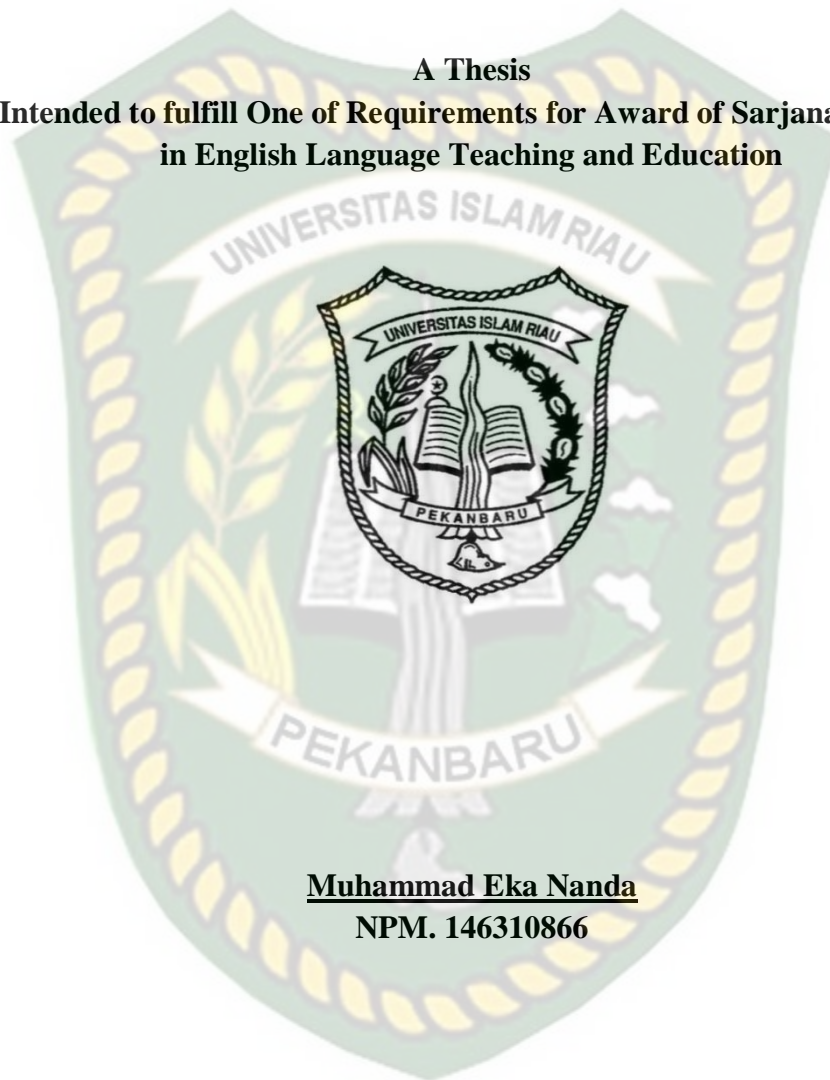 A Thesis
Intended to fulfill One of Requirements for Award of Sarjana
in English Language Teaching and Education
UNIVERSITAS ISLAM RIAU
UNIVERSITAS ISLAM RIAU
PEKANBARU
PEKANBARU
Muhammad Eka Nanda
NPM. 146310866